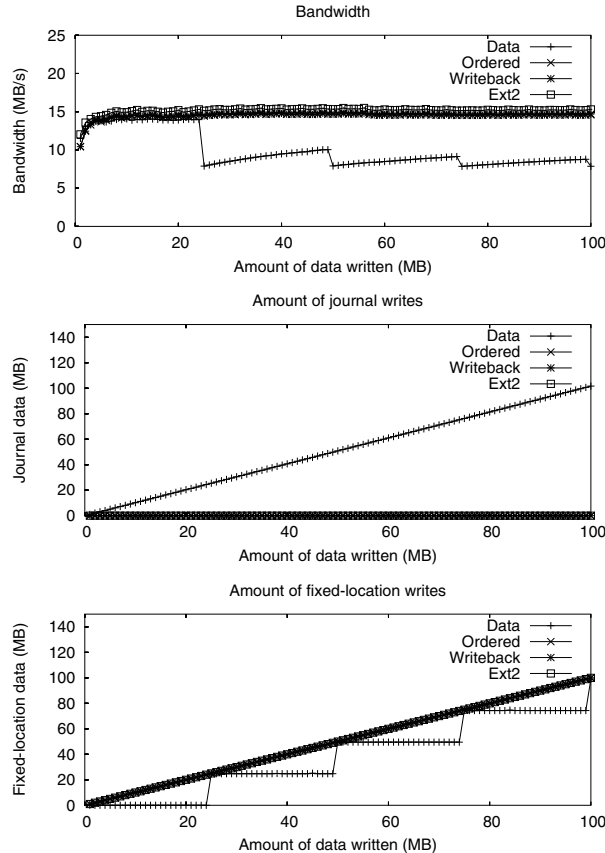 Bandwidth
25
20
15
10
5
0
Bandwidth (MB/s)
Data
Ordered
Writeback
Ext2
0 20 40 60 80 100
Amount of data written (MB)
Amount of journal writes
140
120
100
80
60
40
20
0
Journal data (MB)
Data
Ordered
Writeback
Ext2
0 20 40 60 80 100
Amount of data written (MB)
Amount of fixed-location writes
140
120
100
80
60
40
20
0
Fixed-location data (MB)
Data
Ordered
Writeback
Ext2
0 20 40 60 80 100
Amount of data written (MB)